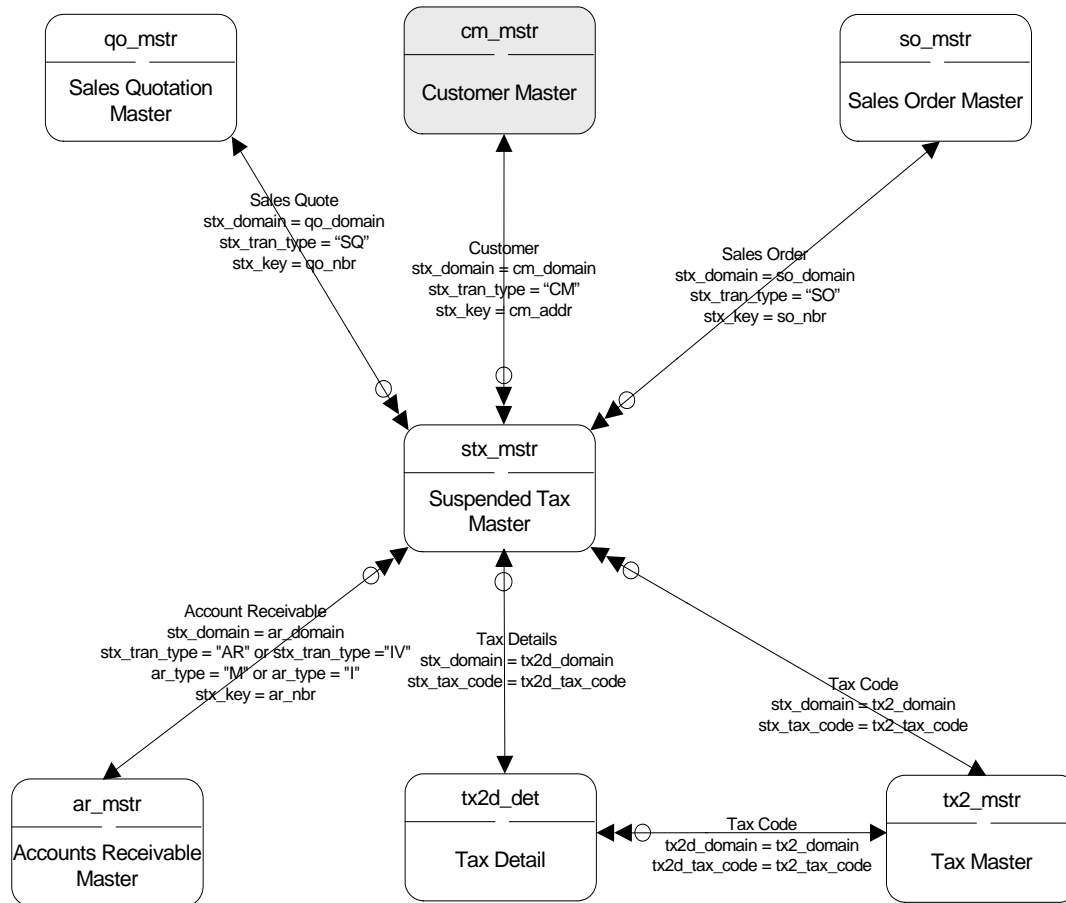 qo_mstr
Sales Quotation
Master
cm_mstr
Customer Master
so_mstr
Sales Order Master
Sales Quote
stx_domain = qo_domain
stx_tran_type = “SQ”
stx_key = qo_nbr
Customer
stx_domain = cm_domain
stx_tran_type = “CM”
stx_key = cm_addr
Sales Order
stx_domain = so_domain
stx_tran_type = “SO”
stx_key = so_nbr
stx_mstr
Suspended Tax
Master
Account Receivable
stx_domain = ar_domain
stx_tran_type = "AR" or stx_tran_type ="IV"
ar_type = "M" or ar_type = "I"
stx_key = ar_nbr
Tax Details
stx_domain = tx2d_domain
stx_tax_code = tx2d_tax_code
Tax Code
stx_domain = tx2_domain
stx_tax_code = tx2_tax_code
ar_mstr
Accounts Receivable
Master
tx2d_det
Tax Detail
Tax Code
tx2d_domain = tx2_domain
tx2d_tax_code = tx2_tax_code
tx2_mstr
Tax Master